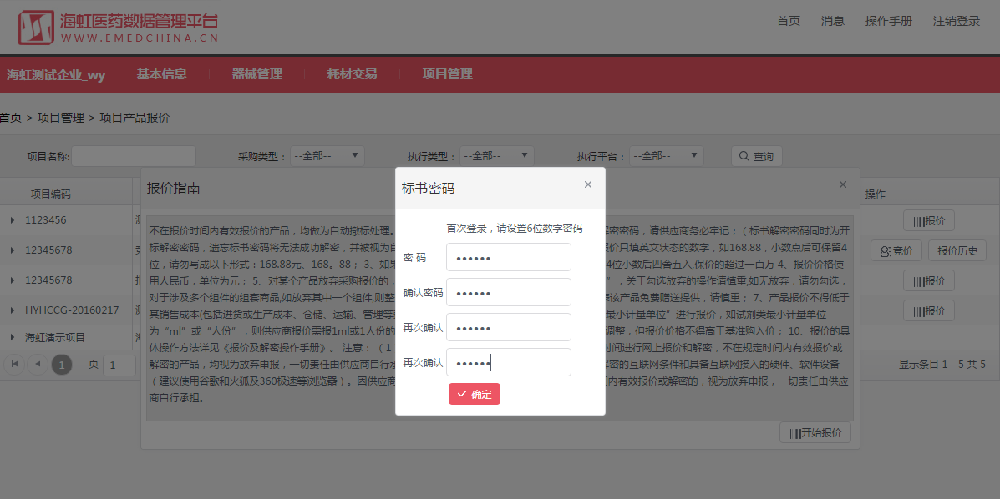 海虹医药数据管理平台
WWW.EMEDCHINA.CN
首页 消息 操作手册 注销登录
海虹测试企业_wy 基本信息 器械管理 耗材交易 项目管理
首页 > 项目管理 > 项目产品报价
项目名称: 采购类型： --全部-- 执行类型： --全部-- 执行平台： --全部-- 查询
项目编码 操作
报价指南
标书密码
首次登录，请设置6位数字密码
密 码 ••••••
确认密码 ••••••
再次确认 ••••••
再次确认 ••••••
确定
1123456 报价
12345678 竞价 报价历史
12345678 报价
HYHCCG-20160217 报价
海虹演示项目
1 页 1 显示条目 1 - 5 共 5
不在报价时间内有效报价的产品，均做为自动撤标处理。 解密密码，请供应商务必牢记；（标书解密密码同时为开
标解密密码，遗忘标书密码将无法成功解密，并被视为自 报价只填英文状态的数字，如168.88，小数点后可保留4
位，请勿写成以下形式：168.88元、168。88； 3、如果 4位小数后四舍五入,保价的超过一百万 4、报价价格使
用人民币，单位为元； 5、对某个产品放弃采购报价的， ”，关于勾选放弃的操作请慎重,如无放弃，请勿勾选，
对于涉及多个组件的组套商品,如放弃其中一个组件,则整 该产品免费赠送提供，请慎重； 7、产品报价不得低于
其销售成本(包括进货或生产成本、仓储、运输、管理等 最小计量单位”进行报价，如试剂类最小计量单位
为“ml”或“人份”，则供应商报价需报1ml或1人份的 调整，但报价价格不得高于基准购入价； 10、报价的具
体操作方法详见《报价及解密操作手册》。 注意：（1 时间进行网上报价和解密，不在规定时间内有效报价或
解密的产品，均视为放弃申报，一切责任由供应商自行承 解密的互联网条件和具备互联网接入的硬件、软件设备
（建议使用谷歌和火狐及360极速等浏览器）。因供应商 内有效报价或解密的，视为放弃申报，一切责任由供应
商自行承担。
开始报价